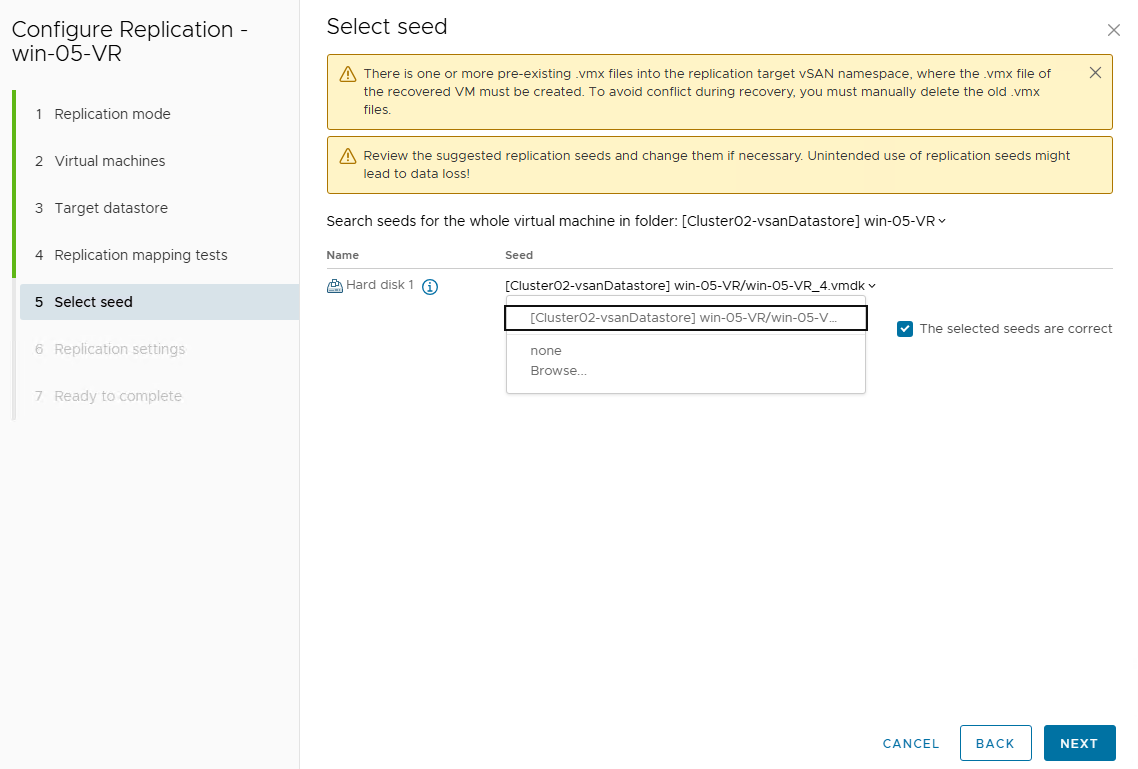 Configure Replication -
win-05-VR
1 Replication mode
2 Virtual machines
3 Target datastore
4 Replication mapping tests
5 Select seed
6 Replication settings
7 Ready to complete
Select seed
There is one or more pre-existing .vmx files into the replication target vSAN namespace, where the .vmx file of
the recovered VM must be created. To avoid conflict during recovery, you must manually delete the old .vmx
files.
Review the suggested replication seeds and change them if necessary. Unintended use of replication seeds might
lead to data loss!
Search seeds for the whole virtual machine in folder: [Cluster02-vsanDatastore] win-05-VR
Name Seed
Hard disk 1 [Cluster02-vsanDatastore] win-05-VR/win-05-VR_4.vmdk
[Cluster02-vsanDatastore] win-05-VR/win-05-V...
The selected seeds are correct
none
Browse...
CANCEL BACK NEXT